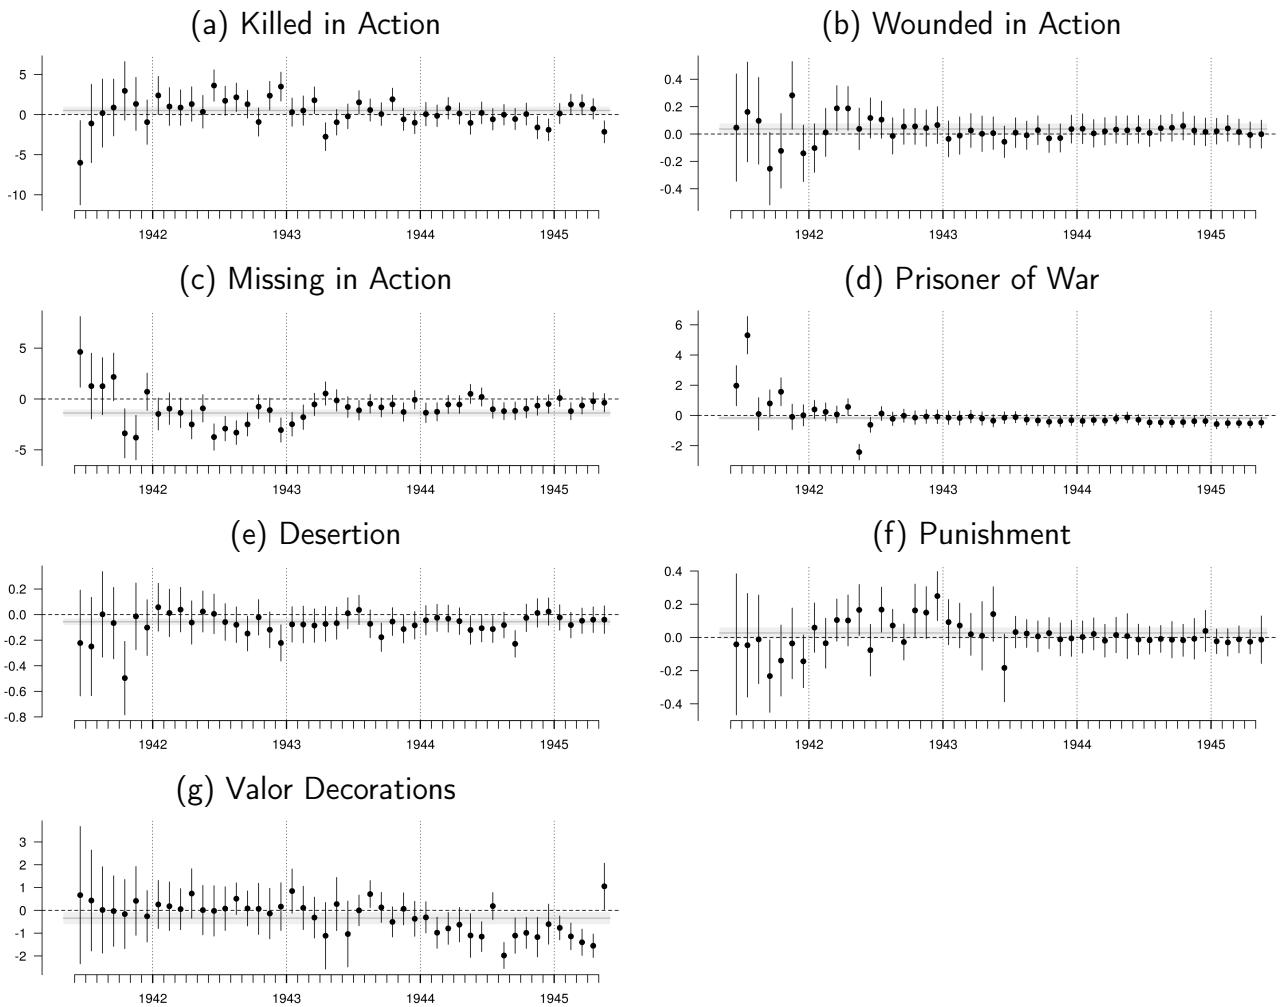 (a) Killed in Action
5
0
-5
-10
1942 1943 1944 1945
(b) Wounded in Action
0.4
0.2
0.0
-0.2
-0.4
1942 1943 1944 1945
(c) Missing in Action
5
0
-5
1942 1943 1944 1945
(d) Prisoner of War
6
4
2
0
-2
1942 1943 1944 1945
(e) Desertion
0.2
0.0
-0.2
-0.4
-0.6
-0.8
1942 1943 1944 1945
(f) Punishment
0.4
0.2
0.0
-0.2
-0.4
1942 1943 1944 1945
(g) Valor Decorations
3
2
1
0
-1
-2
1942 1943 1944 1945